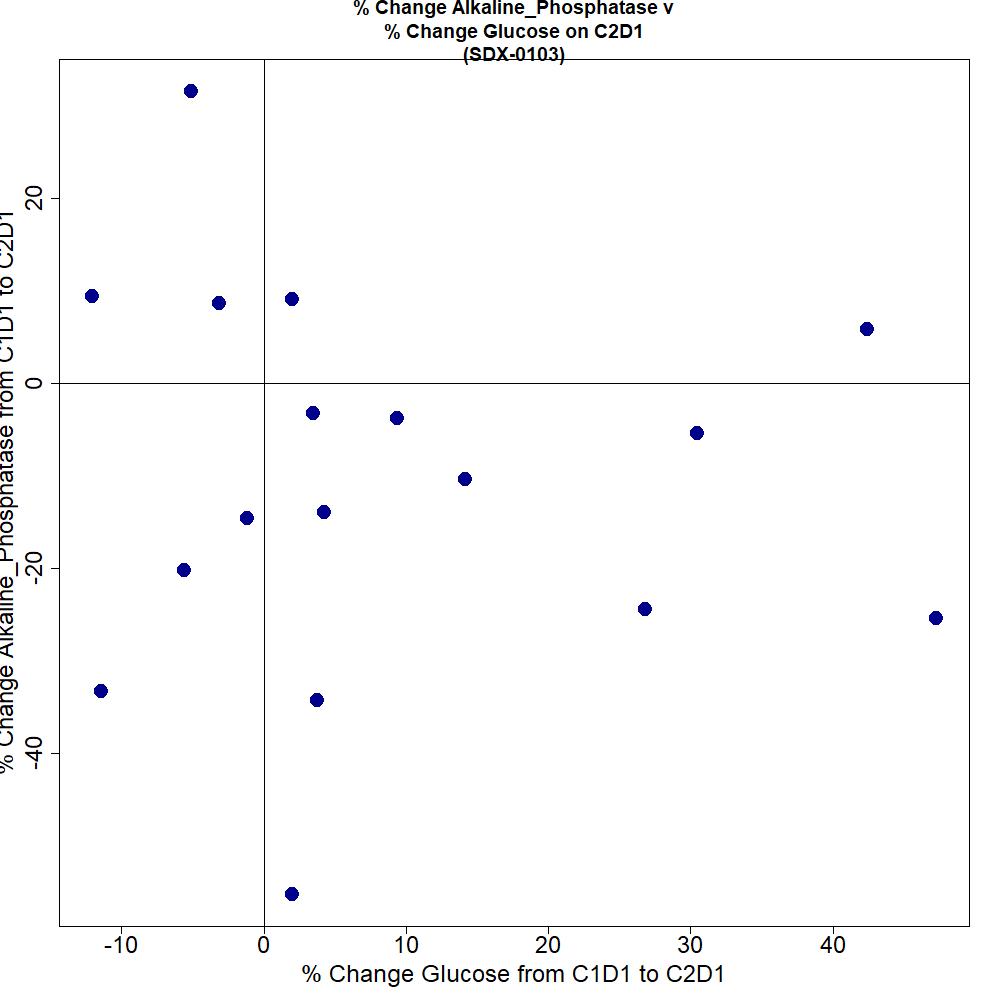 % Change Alkaline_Phosphatase v
% Change Glucose on C2D1
(SDX-0103)
% Change Alkaline_Phosphatase from C1D1 to C2D1
20
0
-20
-40
-10
0
10
20
30
40
% Change Glucose from C1D1 to C2D1